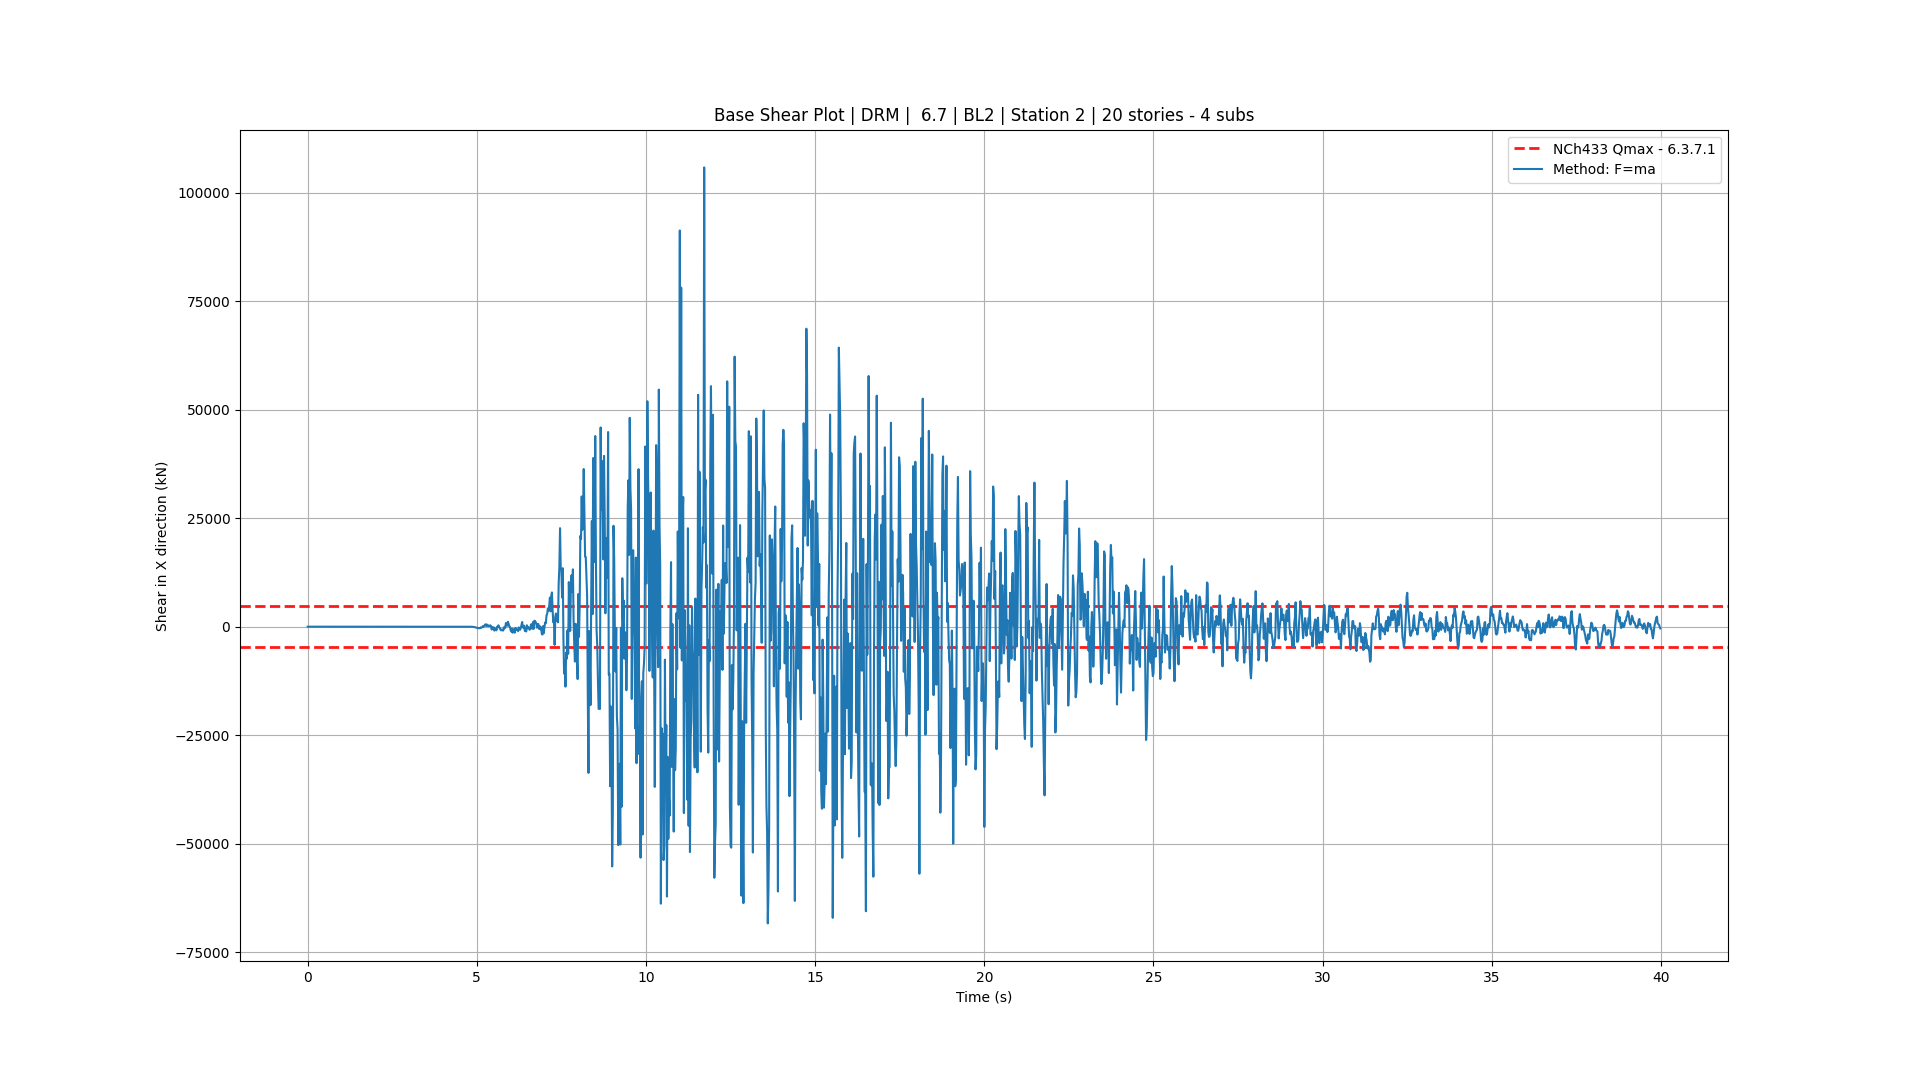 Base Shear Plot | DRM |  6.7 | BL2 | Station 2 | 20 stories - 4 subs
NCh433 Qmax - 6.3.7.1
Method: F=ma
Shear in X direction (kN)
100000
75000
50000
25000
0
−25000
−50000
−75000
0 5 10 15 20 25 30 35 40
Time (s)